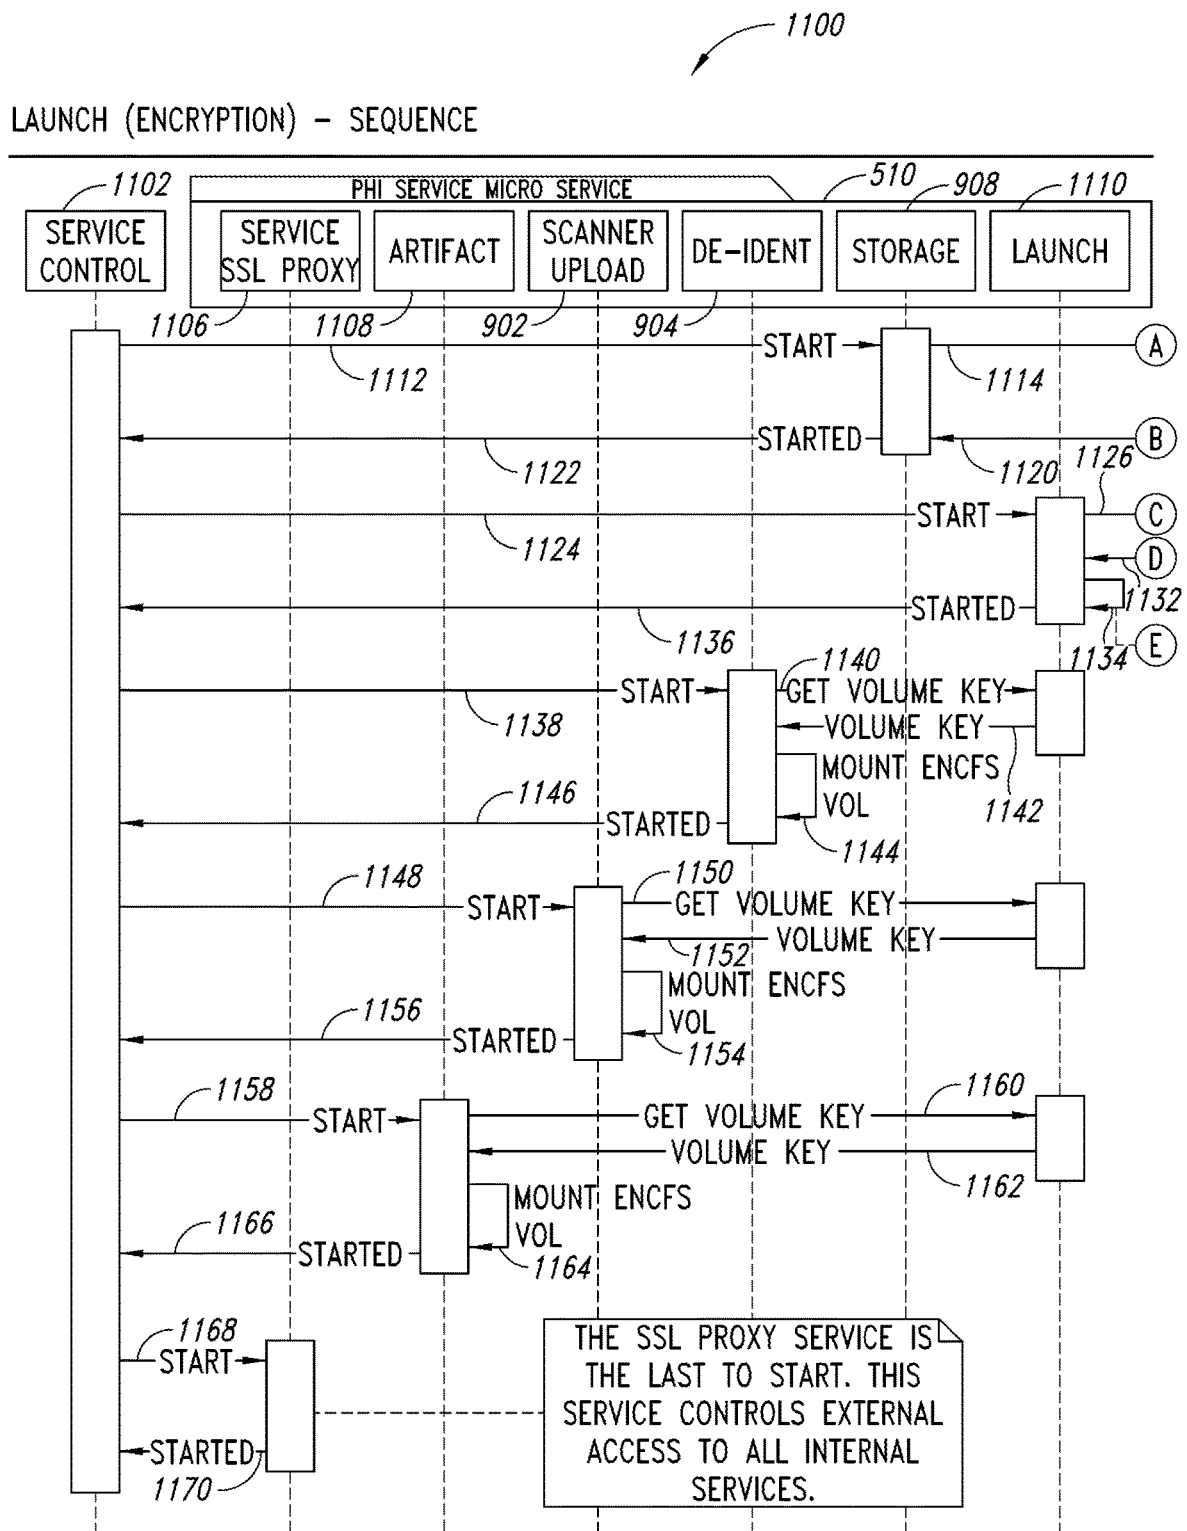 1100
LAUNCH (ENCRYPTION) – SEQUENCE
1102
PHI SERVICE MICRO SERVICE
510
908
1110
SERVICE
CONTROL
SERVICE
SSL PROXY
ARTIFACT
SCANNER
UPLOAD
DE-IDENT
STORAGE
LAUNCH
1106
1108
902
904
START
A
1112
1114
STARTED
B
1122
1120
1126
START
C
1124
D
1132
STARTED
1136
1134
E
1140
START
GET VOLUME KEY
1138
VOLUME KEY
MOUNT ENCFS
VOL
1142
1146
STARTED
1144
1148
1150
START
GET VOLUME KEY
VOLUME KEY
1152
MOUNT ENCFS
VOL
1156
STARTED
1154
1158
1160
START
GET VOLUME KEY
VOLUME KEY
1162
MOUNT ENCFS
VOL
1166
STARTED
1164
1168
START
THE SSL PROXY SERVICE IS
THE LAST TO START. THIS
SERVICE CONTROLS EXTERNAL
ACCESS TO ALL INTERNAL
SERVICES.
STARTED
1170